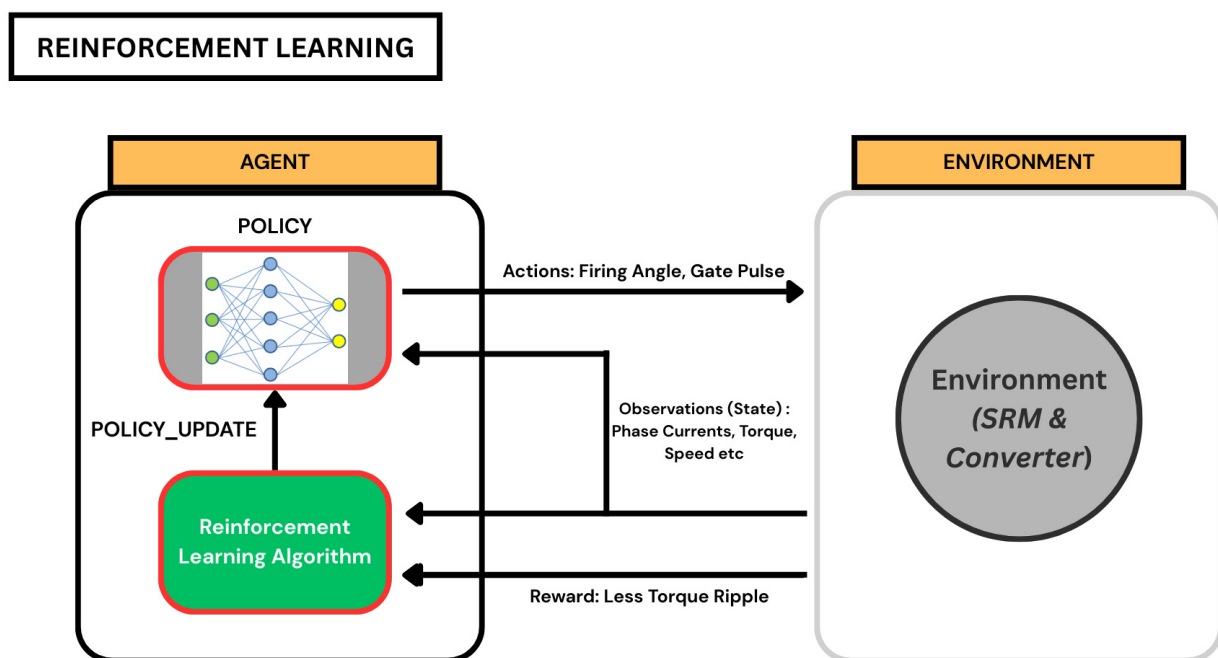 REINFORCEMENT LEARNING
AGENT
ENVIRONMENT
POLICY
Actions: Firing Angle, Gate Pulse
Observations (State) :
Phase Currents, Torque,
Speed etc
POLICY_UPDATE
Environment
(SRM &
Converter)
Reinforcement
Learning Algorithm
Reward: Less Torque Ripple